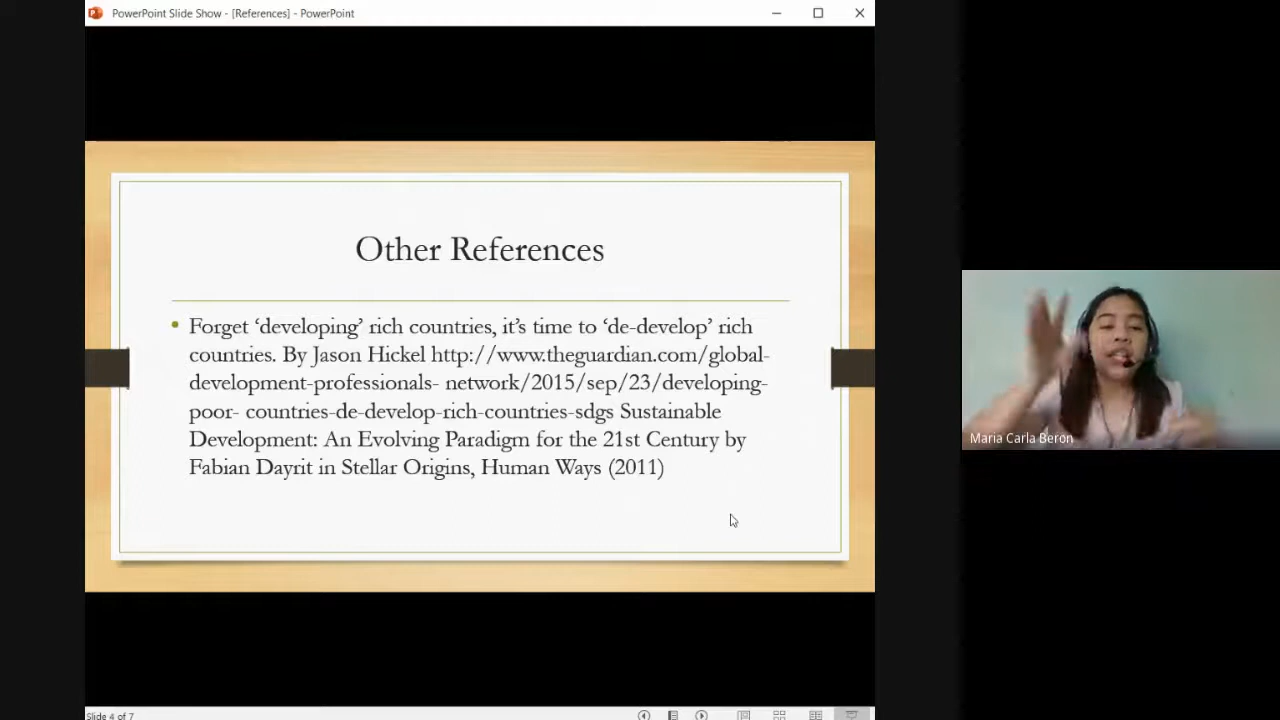 PowerPoint Slide Show - [References] - PowerPoint
Other References
• Forget ‘developing’ rich countries, it’s time to ‘de-develop’ rich
countries. By Jason Hickel http://www.theguardian.com/global-
development-professionals- network/2015/sep/23/developing-
poor- countries-de-develop-rich-countries-sdgs Sustainable
Development: An Evolving Paradigm for the 21st Century by
Fabian Dayrit in Stellar Origins, Human Ways (2011)
Maria Carla Beron
Slide 4 of 7